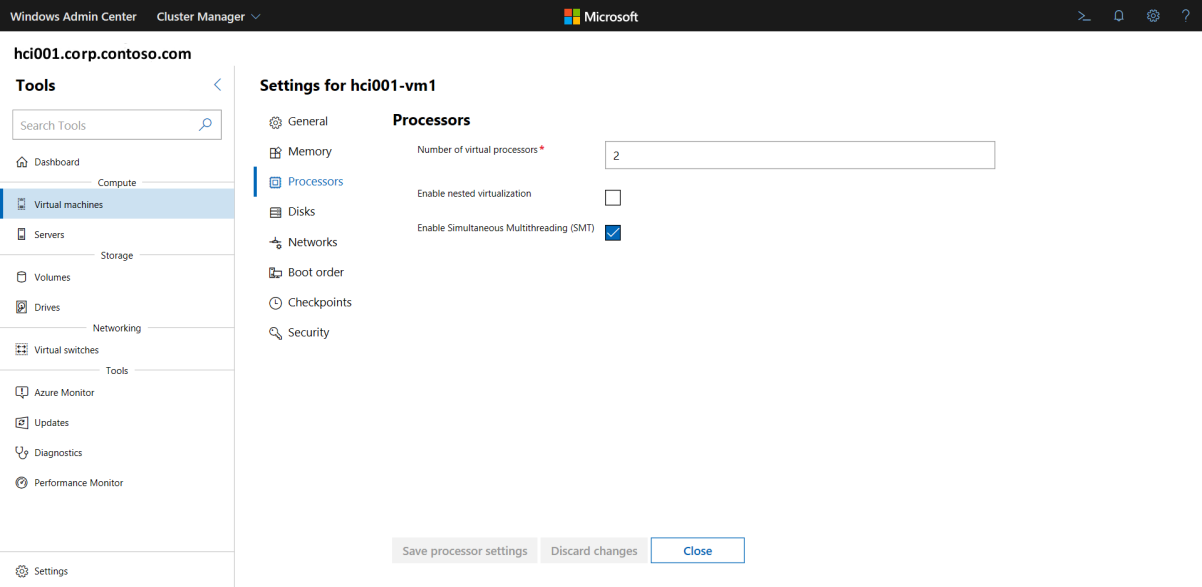 Windows Admin Center
Cluster Manager
Microsoft
hci001.corp.contoso.com
Tools
Search Tools
Dashboard
Compute
Virtual machines
Servers
Storage
Volumes
Drives
Networking
Virtual switches
Tools
Azure Monitor
Updates
Diagnostics
Performance Monitor
Settings
Settings for hci001-vm1
General
Memory
Processors
Disks
Networks
Boot order
Checkpoints
Security
Processors
Number of virtual processors*
2
Enable nested virtualization
Enable Simultaneous Multithreading (SMT)
Save processor settings
Discard changes
Close